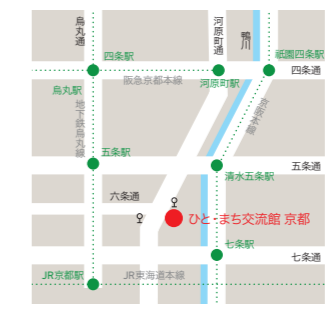 烏丸通
河原町通
鴨川
四条駅
祇園四条駅
四条通
阪急京都本線
河原町駅
烏丸駅
地下鉄烏丸線
京阪本線
五条駅
五条通
清水五条駅
六条通
ひと・まち交流館 京都
七条駅
七条通
JR京都駅
JR東海道本線